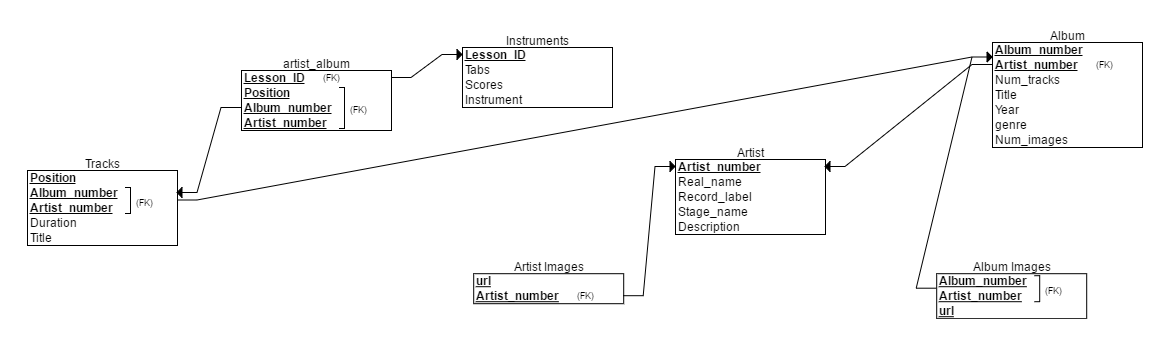 Instruments
Lesson_ID
Tabs
Scores
Instrument
artist_album
Lesson_ID (FK)
Position
Album_number
Artist_number
(FK)
Album
Album_number
Artist_number (FK)
Num_tracks
Title
Year
genre
Num_images
Tracks
Position
Album_number
Artist_number
(FK)
Duration
Title
Artist
Artist_number
Real_name
Record_label
Stage_name
Description
Artist Images
url
Artist_number (FK)
Album Images
Album_number
Artist_number
(FK)
url